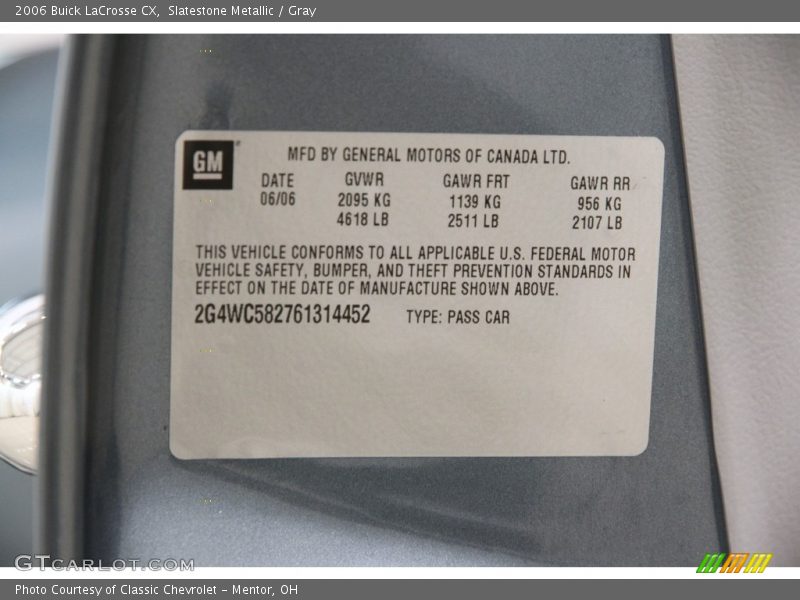 2006 Buick LaCrosse CX, Slatestone Metallic / Gray
GM
MFD BY GENERAL MOTORS OF CANADA LTD.
DATE GVWR GAWR FRT GAWR RR
06/06 2095 KG 1139 KG 956 KG
4618 LB 2511 LB 2107 LB
THIS VEHICLE CONFORMS TO ALL APPLICABLE U.S. FEDERAL MOTOR
VEHICLE SAFETY, BUMPER, AND THEFT PREVENTION STANDARDS IN
EFFECT ON THE DATE OF MANUFACTURE SHOWN ABOVE.
2G4WC582761314452 TYPE: PASS CAR
GTCARLOT.COM
Photo Courtesy of Classic Chevrolet - Mentor, OH